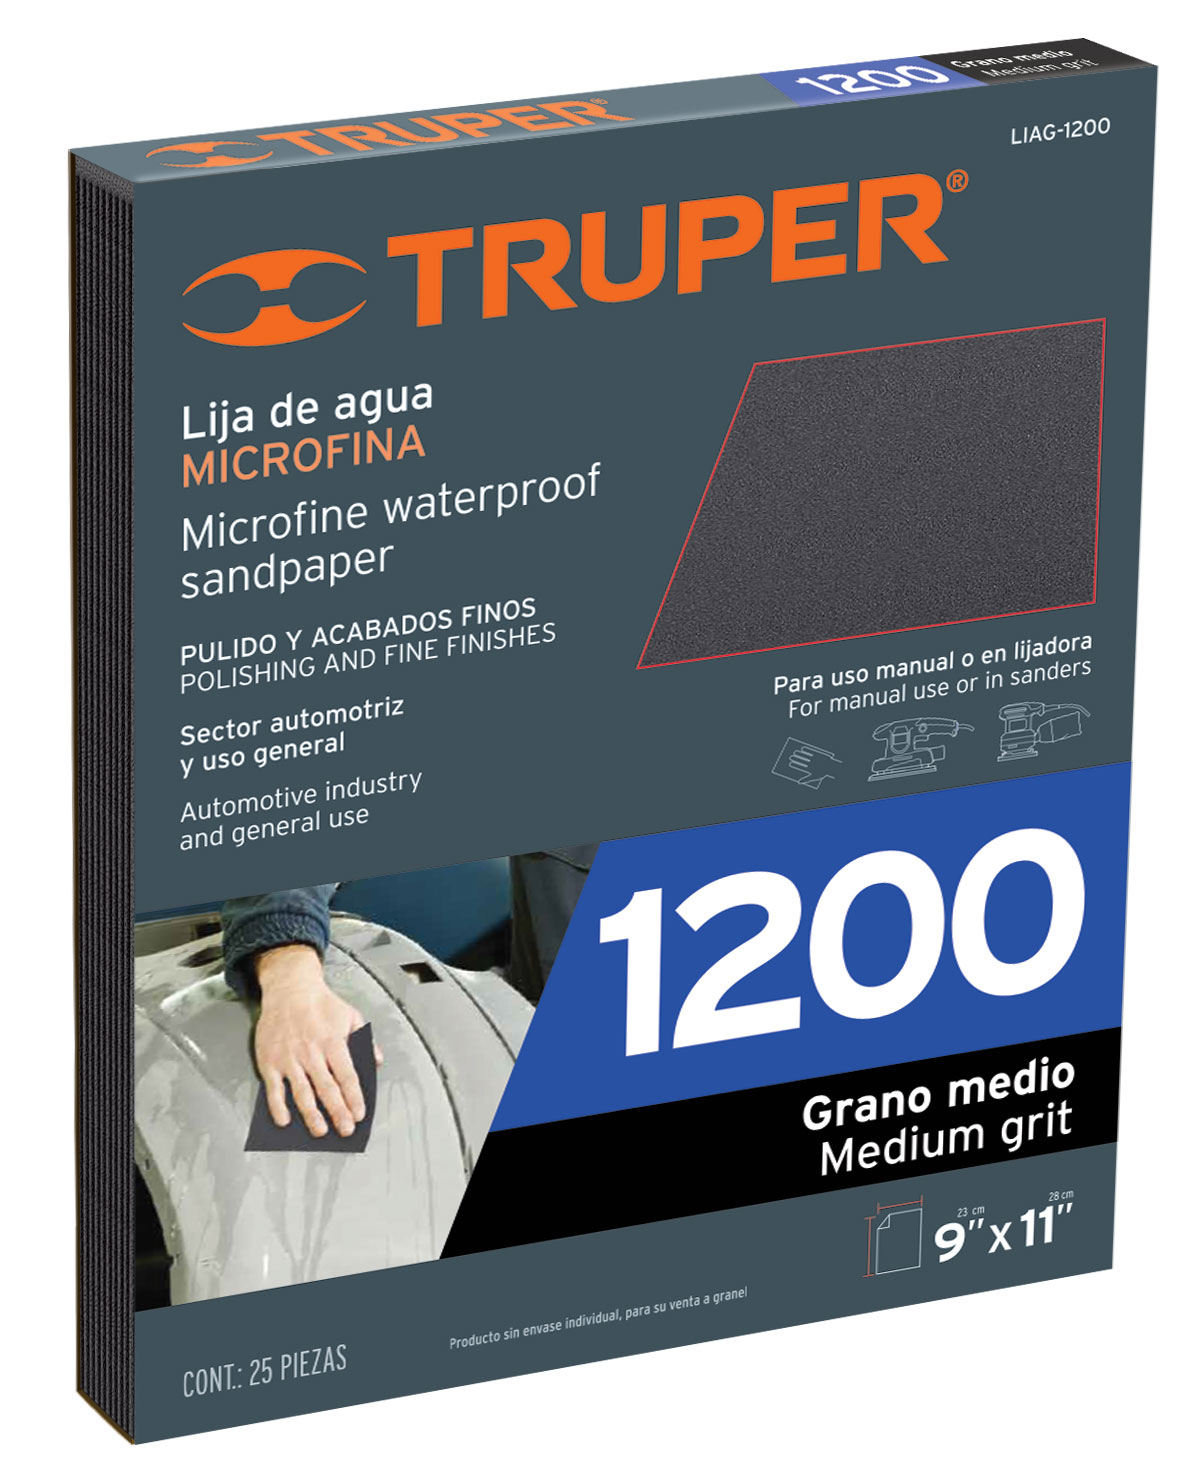 TRUPER®
1200
Grano medio
Medium grit
LIAG-1200
TRUPER®
Lija de agua
MICROFINA
Microfine waterproof
sandpaper
PULIDO Y ACABADOS FINOS
POLISHING AND FINE FINISHES
Sector automotriz
y uso general
Automotive industry
and general use
Para uso manual o en lijadora
For manual use or in sanders
1200
Grano medio
Medium grit
23 cm 28 cm
9” x 11”
Producto sin envase individual, para su venta a granel
CONT.: 25 PIEZAS